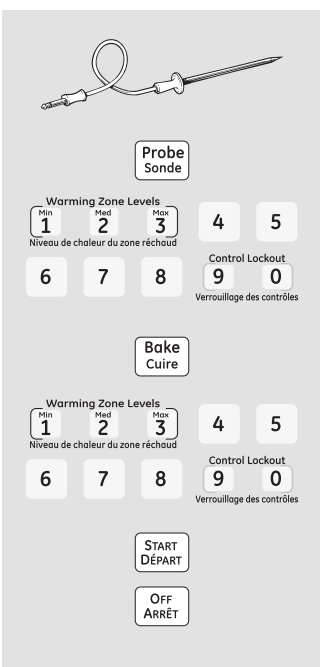 Probe
Sonde
Warming Zone Levels
Min Med Max
1 2 3 4 5
Niveau de chaleur du zone réchaud
Control Lockout
6 7 8 9 0
Verrouillage des contrôles
Bake
Cuire
Warming Zone Levels
Min Med Max
1 2 3 4 5
Niveau de chaleur du zone réchaud
Control Lockout
6 7 8 9 0
Verrouillage des contrôles
START
DÉPART
OFF
ARRÊT